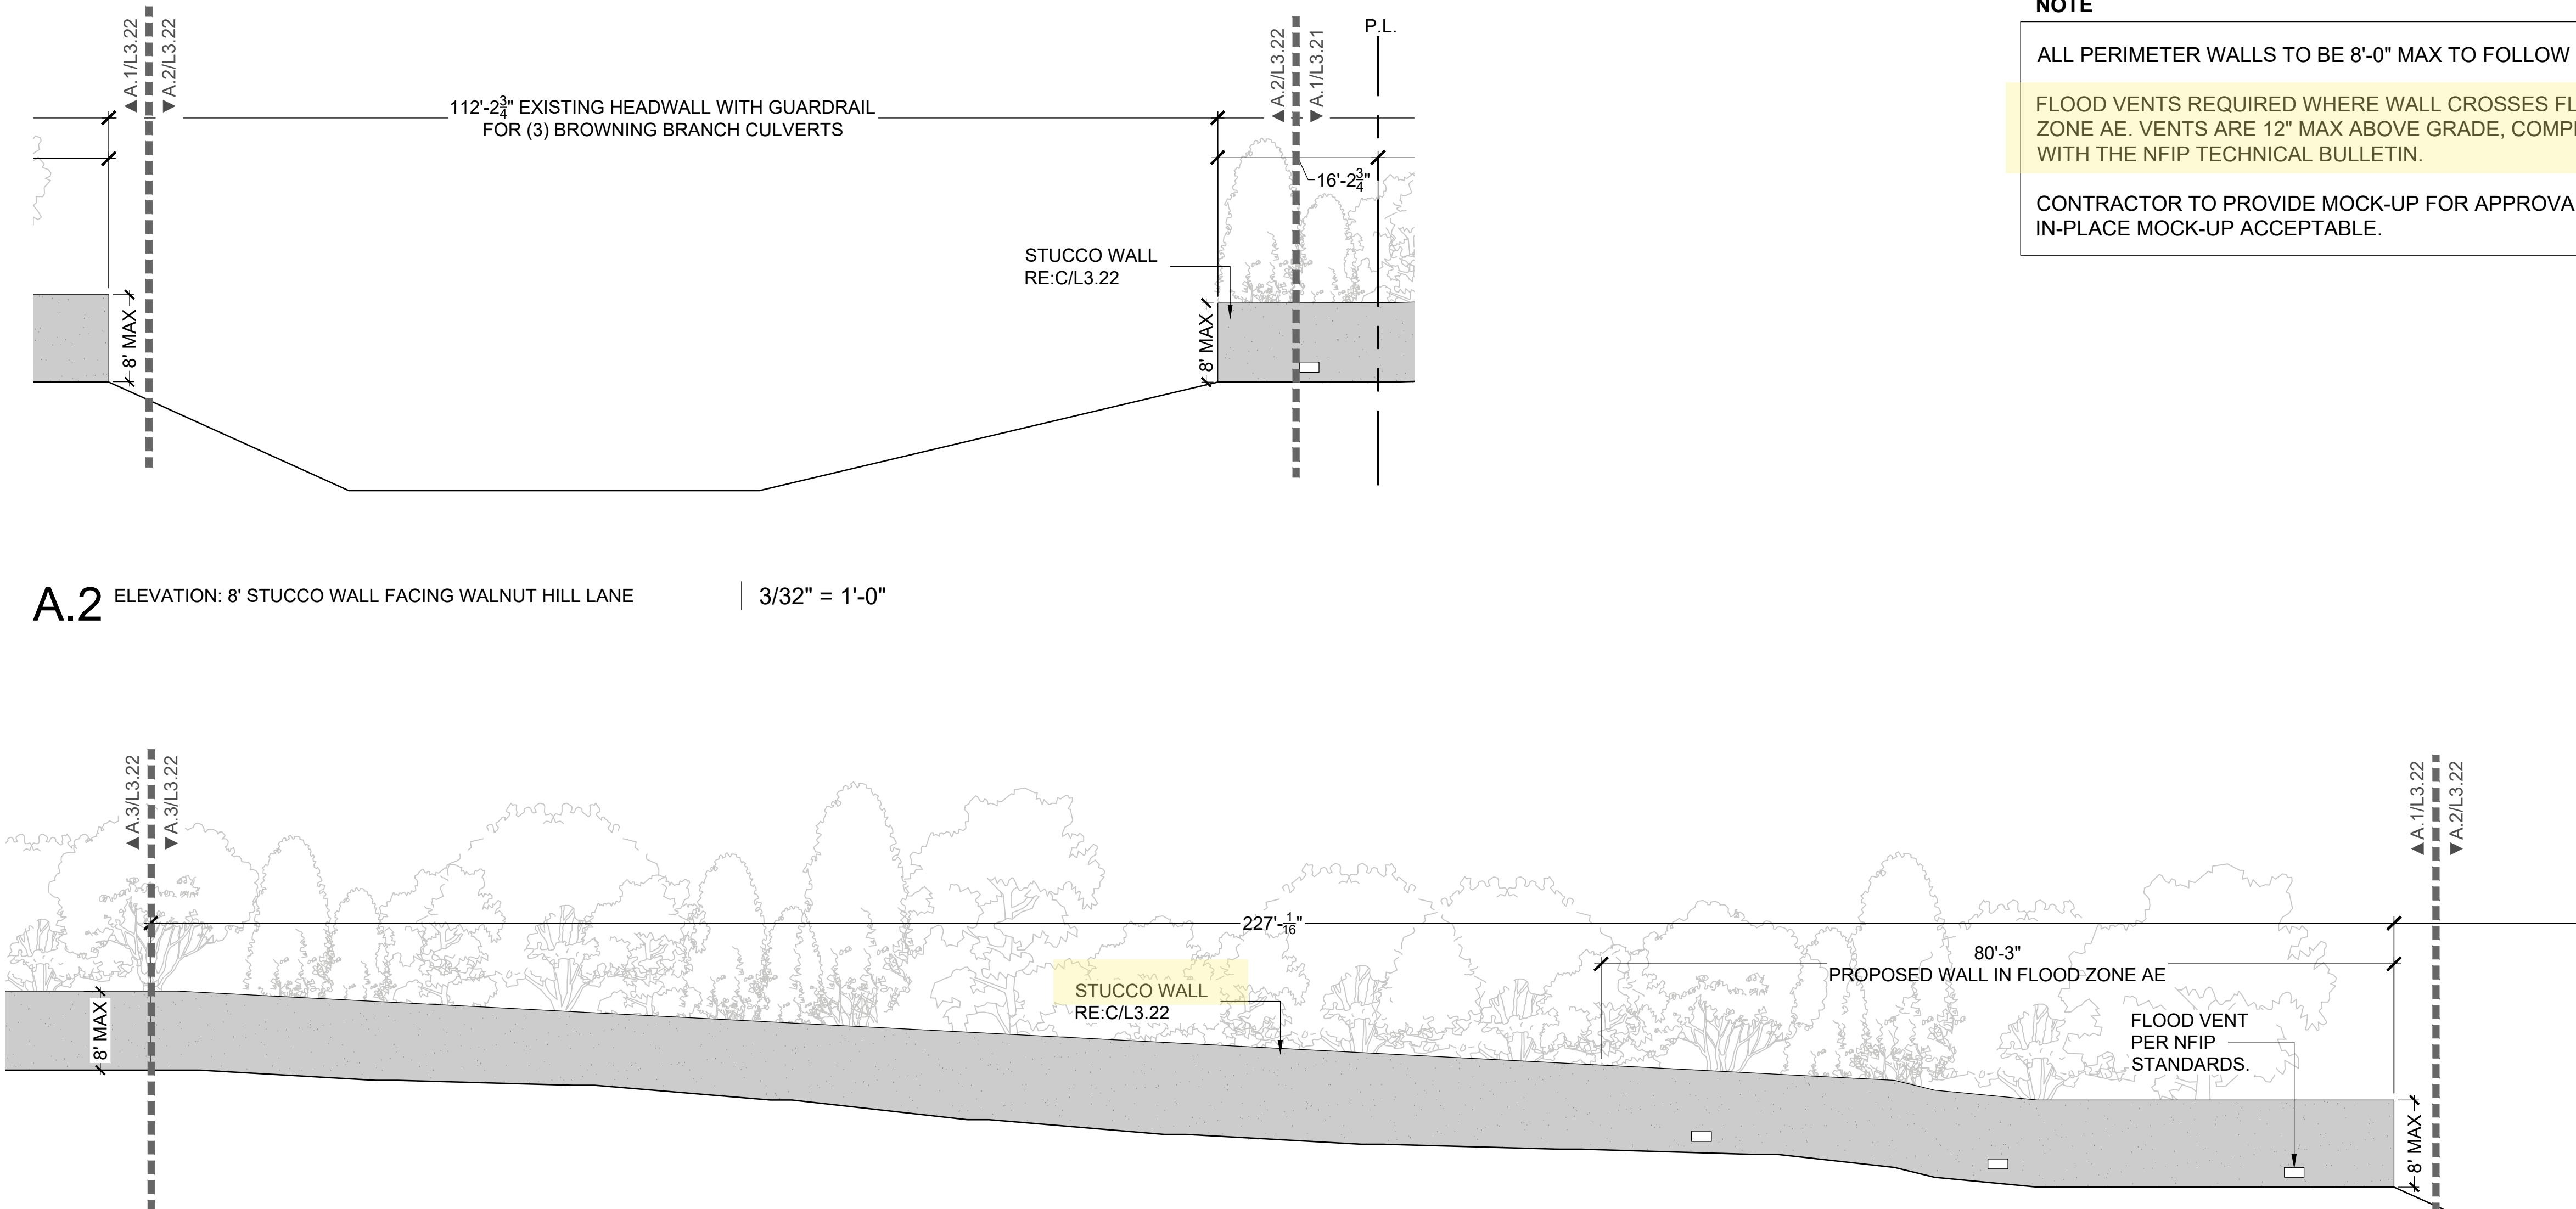 A.1/L3.22
A.2/L3.22
112'-2 3/4" EXISTING HEADWALL WITH GUARDRAIL
FOR (3) BROWNING BRANCH CULVERTS
A.2/L3.22
A.1/L3.21
P.L.
16'-2 3/4"
STUCCO WALL
RE:C/L3.22
8' MAX
8' MAX
NOTE
ALL PERIMETER WALLS TO BE 8'-0" MAX TO FOLLOW
FLOOD VENTS REQUIRED WHERE WALL CROSSES
ZONE AE. VENTS ARE 12" MAX ABOVE GRADE,
WITH THE NFIP TECHNICAL BULLETIN.
CONTRACTOR TO PROVIDE MOCK-UP FOR
IN-PLACE MOCK-UP ACCEPTABLE.
A.2 ELEVATION: 8' STUCCO WALL FACING WALNUT HILL LANE 3/32" = 1'-0"
A.3/L3.22
A.3/L3.22
A.1/L3.22
A.2/L3.22
227'-1/16"
80'-3"
PROPOSED WALL IN FLOOD ZONE AE
STUCCO WALL
RE:C/L3.22
FLOOD VENT
PER NFIP
STANDARDS.
8' MAX
8' MAX